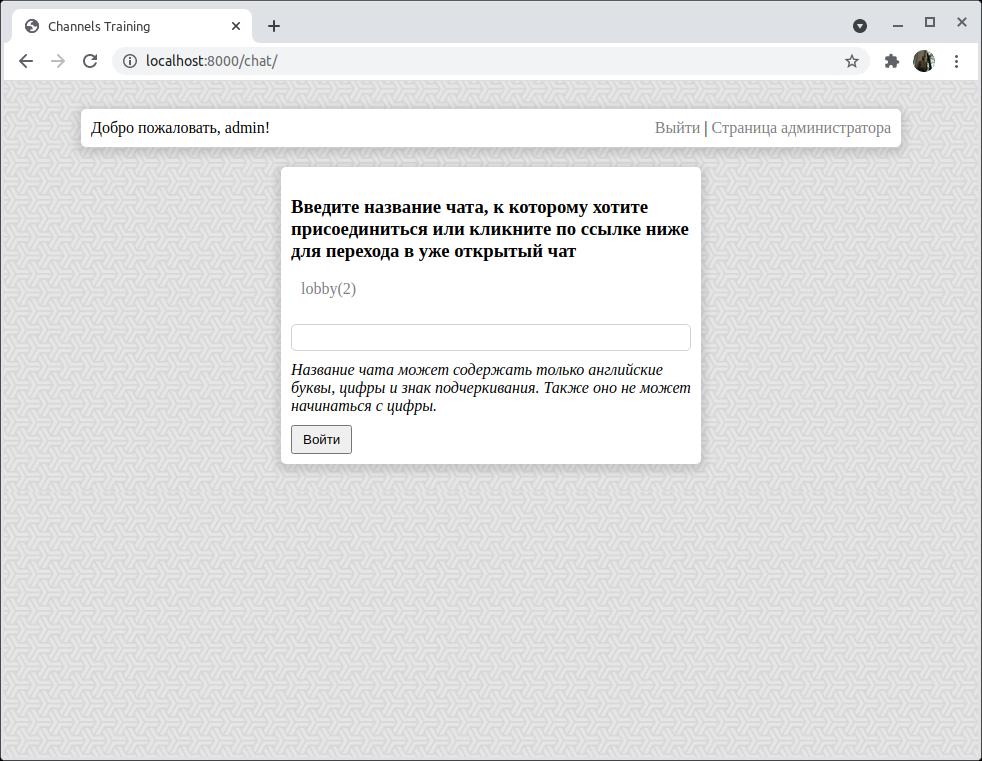 Channels Training
localhost:8000/chat/
Добро пожаловать, admin!
Выйти | Страница администратора
Введите название чата, к которому хотите
присоединиться или кликните по ссылке ниже
для перехода в уже открытый чат
lobby(2)
Название чата может содержать только английские
буквы, цифры и знак подчеркивания. Также оно не может
начинаться с цифры.
Войти